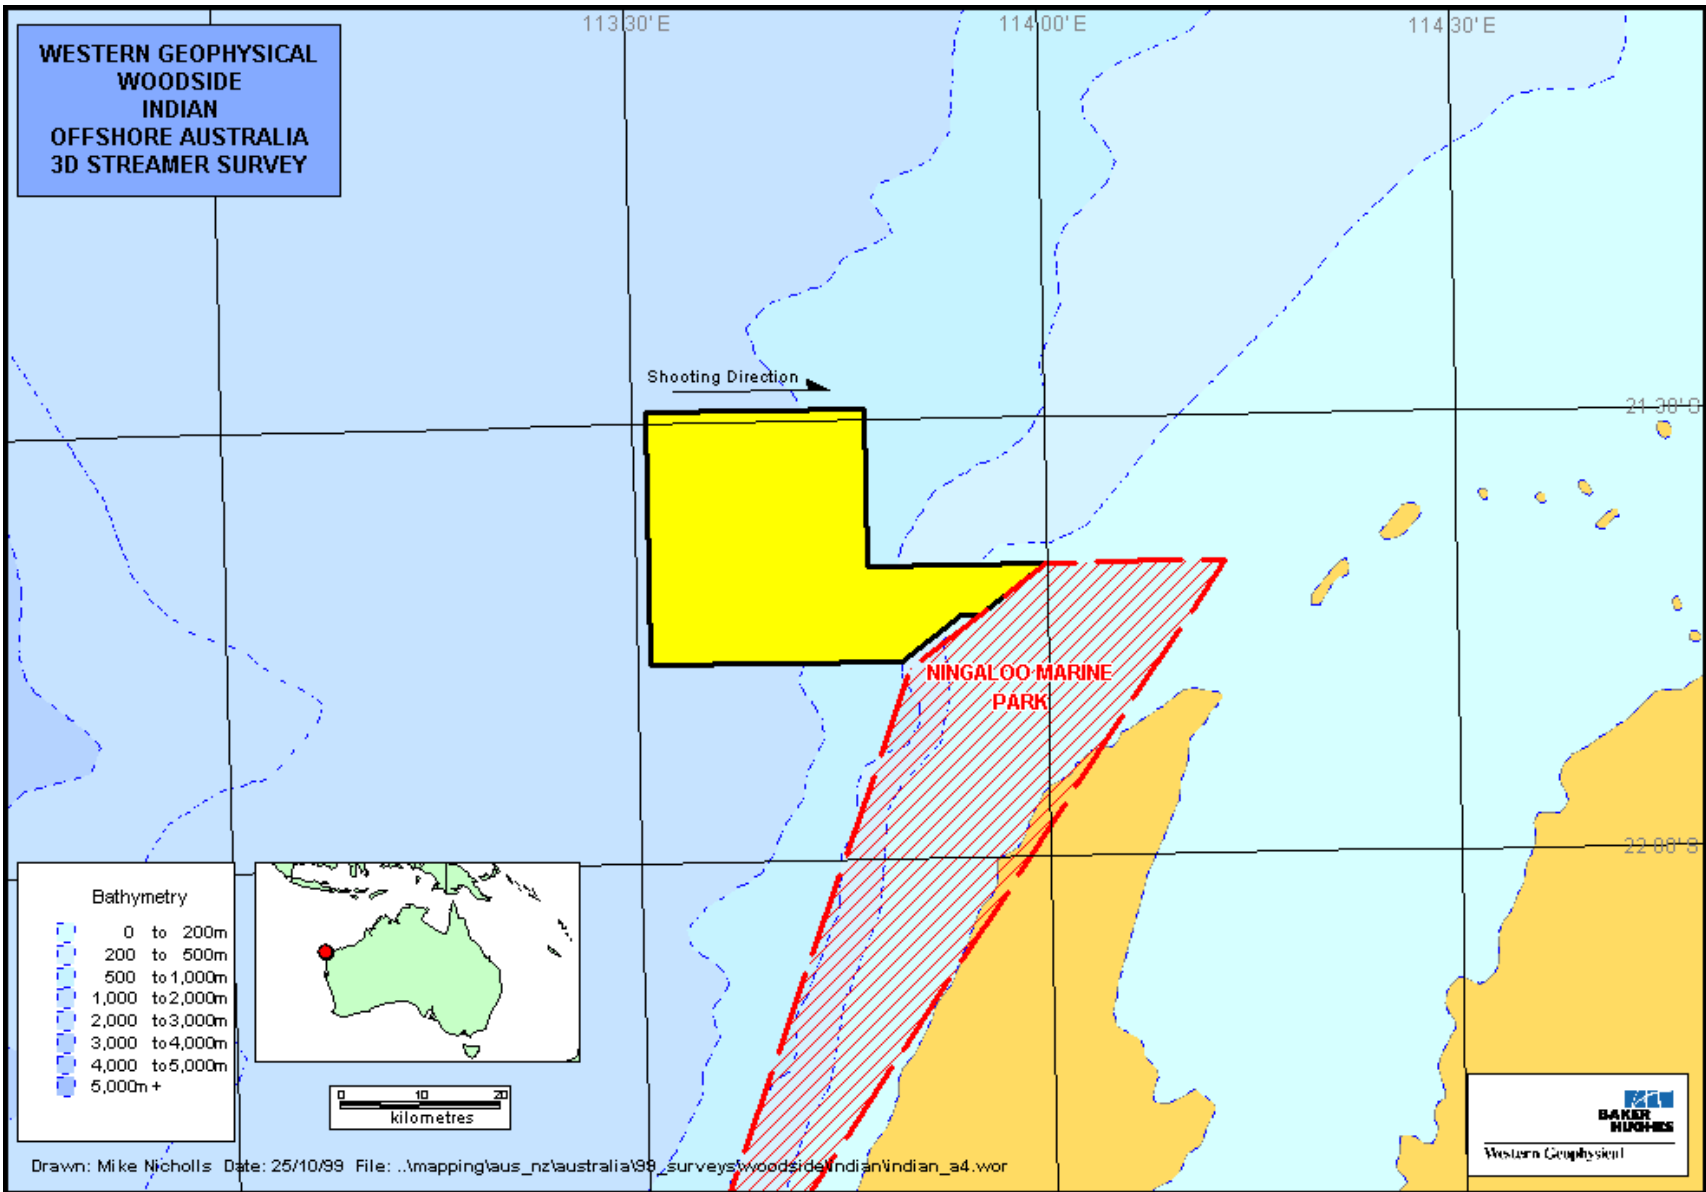 113 30' E
114 00' E
114 30' E
WESTERN GEOPHYSICAL
WOODSIDE
INDIAN
OFFSHORE AUSTRALIA
3D STREAMER SURVEY
Shooting Direction
21 30' S
NINGALOO MARINE
PARK
22 00' S
Bathymetry
0 to 200m
200 to 500m
500 to 1,000m
1,000 to 2,000m
2,000 to 3,000m
3,000 to 4,000m
4,000 to 5,000m
5,000m +
0 10 20
kilometres
BAKER
HUGHES
Western Geophysical
Drawn: Mike Nicholls Date: 25/10/99 File: ..\mapping\aus_nz\australia\99_surveys\woodside\indian\indian_a4.wor